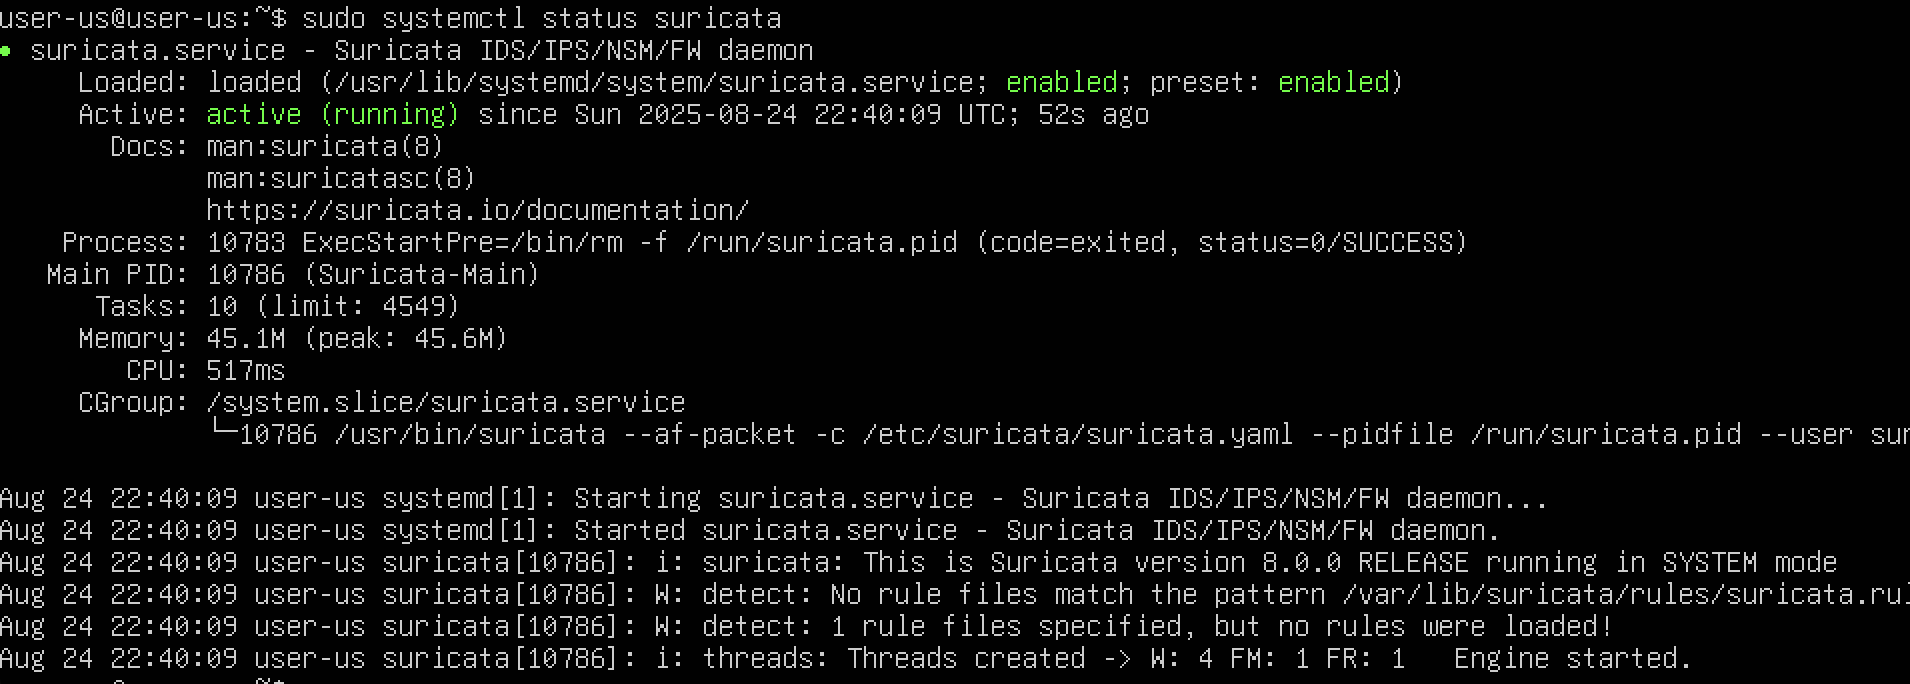 user-us@user-us:~$ sudo systemctl status suricata
● suricata.service - Suricata IDS/IPS/NSM/FW daemon
     Loaded: loaded (/usr/lib/systemd/system/suricata.service; enabled; preset: enabled)
     Active: active (running) since Sun 2025-08-24 22:40:09 UTC; 52s ago
       Docs: man:suricata(8)
             man:suricatasc(8)
             https://suricata.io/documentation/
    Process: 10783 ExecStartPre=/bin/rm -f /run/suricata.pid (code=exited, status=0/SUCCESS)
   Main PID: 10786 (Suricata-Main)
      Tasks: 10 (limit: 4549)
     Memory: 45.1M (peak: 45.6M)
        CPU: 517ms
     CGroup: /system.slice/suricata.service
             └─10786 /usr/bin/suricata --af-packet -c /etc/suricata/suricata.yaml --pidfile /run/suricata.pid --user sur

Aug 24 22:40:09 user-us systemd[1]: Starting suricata.service - Suricata IDS/IPS/NSM/FW daemon...
Aug 24 22:40:09 user-us systemd[1]: Started suricata.service - Suricata IDS/IPS/NSM/FW daemon.
Aug 24 22:40:09 user-us suricata[10786]: i: suricata: This is Suricata version 8.0.0 RELEASE running in SYSTEM mode
Aug 24 22:40:09 user-us suricata[10786]: W: detect: No rule files match the pattern /var/lib/suricata/rules/suricata.rul
Aug 24 22:40:09 user-us suricata[10786]: W: detect: 1 rule files specified, but no rules were loaded!
Aug 24 22:40:09 user-us suricata[10786]: i: threads: Threads created -> W: 4 FM: 1 FR: 1   Engine started.